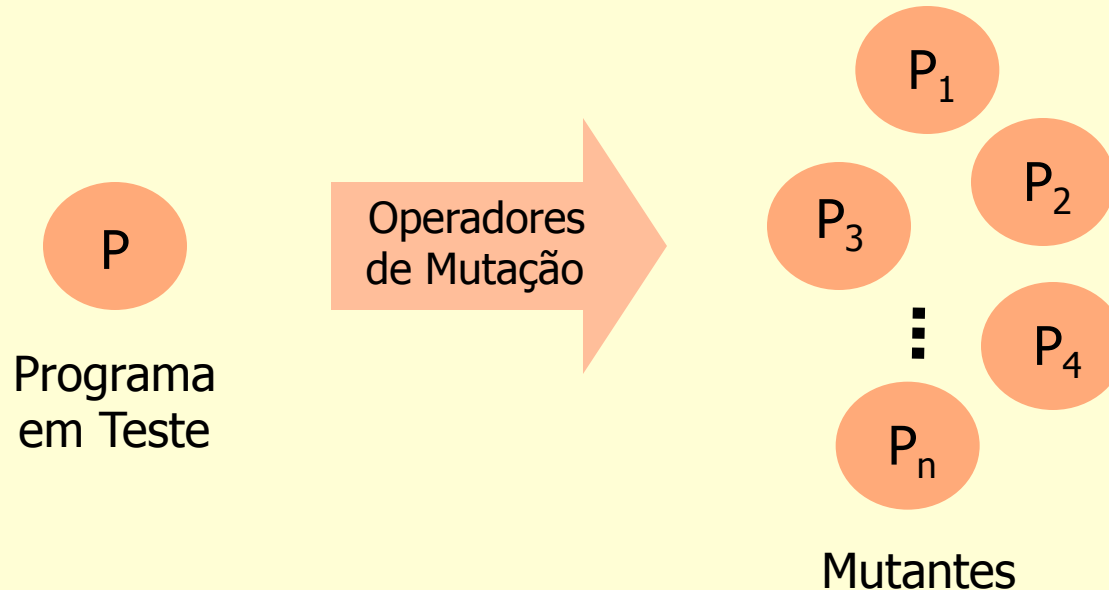 P
Programa
em Teste
Operadores
de Mutação
P₁
P₂
P₃
P₄
⋮
Pₙ
Mutantes